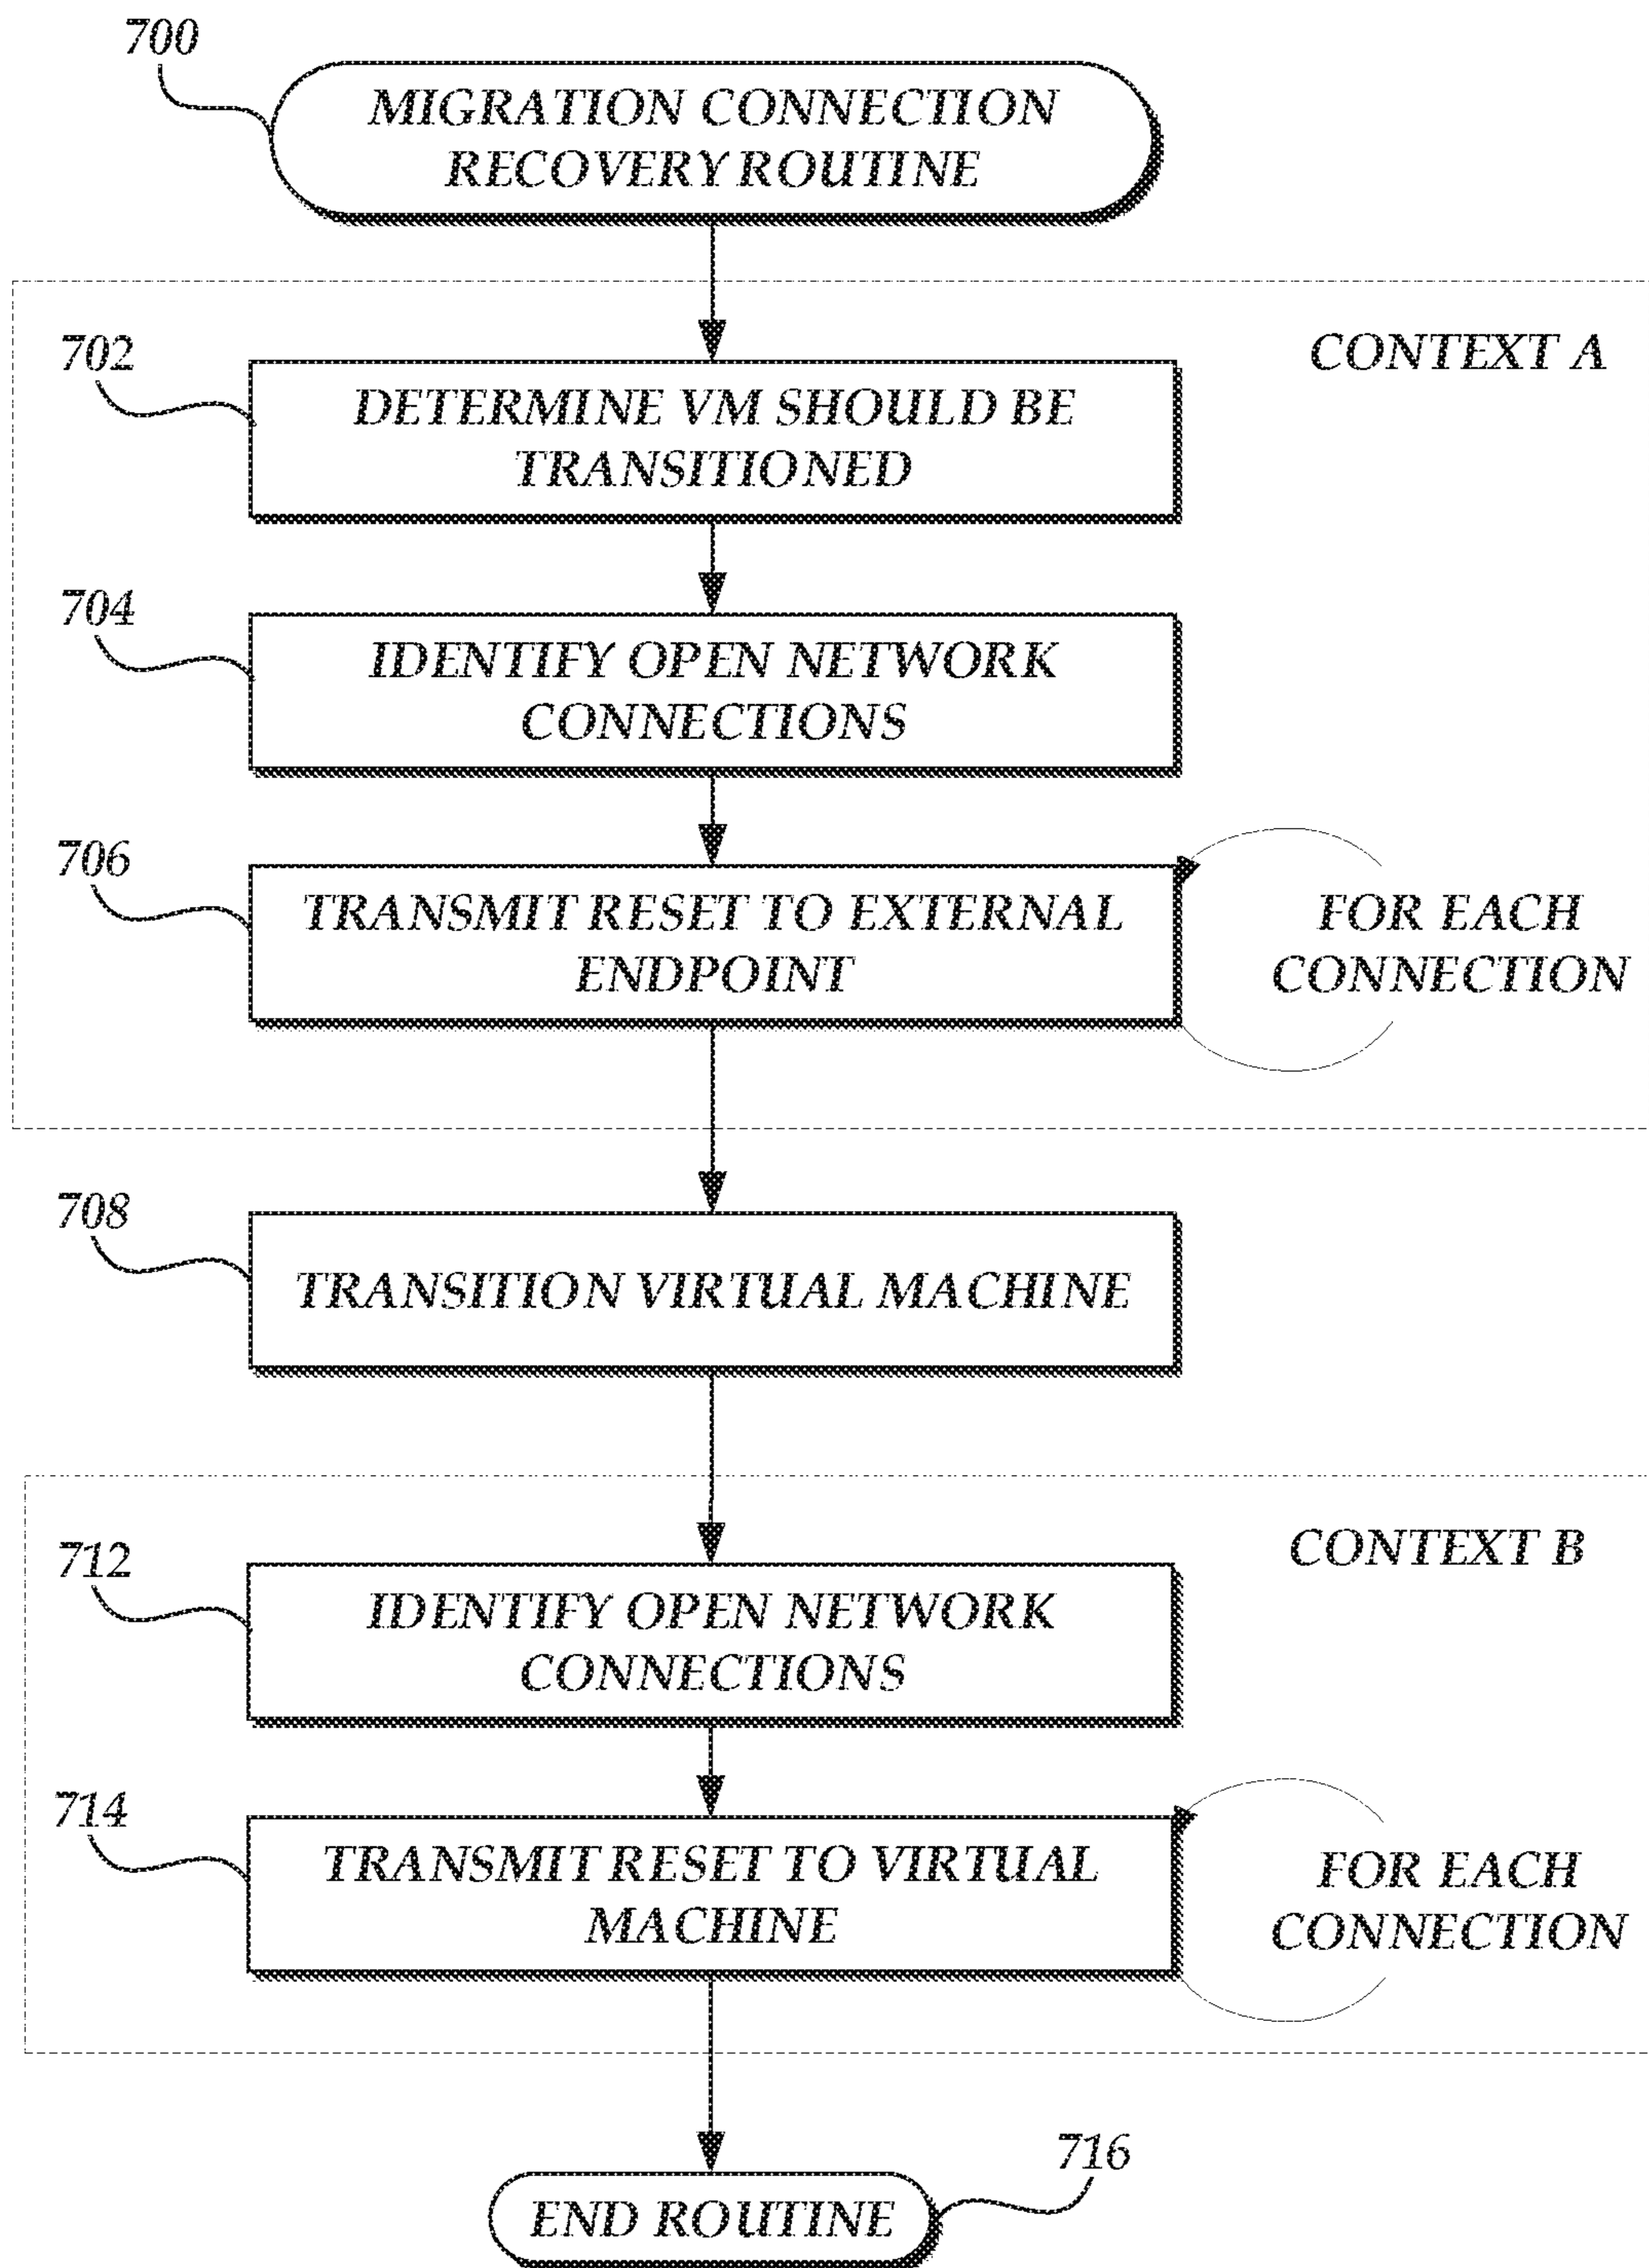 700
MIGRATION CONNECTION
RECOVERY ROUTINE
CONTEXT A
702
DETERMINE VM SHOULD BE
TRANSITIONED
704
IDENTIFY OPEN NETWORK
CONNECTIONS
706
TRANSMIT RESET TO EXTERNAL
ENDPOINT
FOR EACH
CONNECTION
708
TRANSITION VIRTUAL MACHINE
CONTEXT B
712
IDENTIFY OPEN NETWORK
CONNECTIONS
714
TRANSMIT RESET TO VIRTUAL
MACHINE
FOR EACH
CONNECTION
716
END ROUTINE